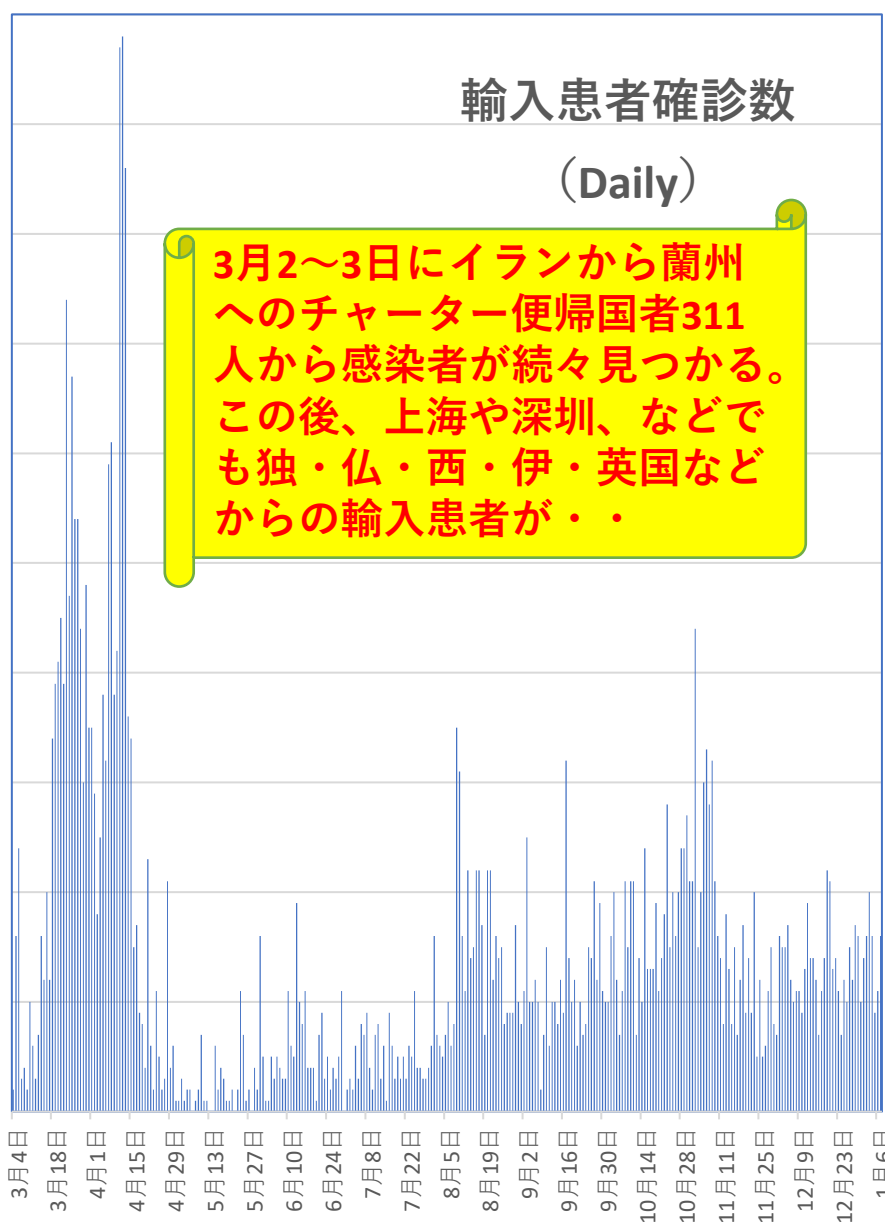 輸入患者確診数
（Daily）
3月2～3日にイランから蘭州
へのチャーター便帰国者311
人から感染者が続々見つかる。
この後、上海や深圳、などで
も独・仏・西・伊・英国など
からの輸入患者が・・
3月4日
3月18日
4月1日
4月15日
4月29日
5月13日
5月27日
6月10日
6月24日
7月8日
7月22日
8月5日
8月19日
9月2日
9月16日
9月30日
10月14日
10月28日
11月11日
11月25日
12月9日
12月23日
1月6日